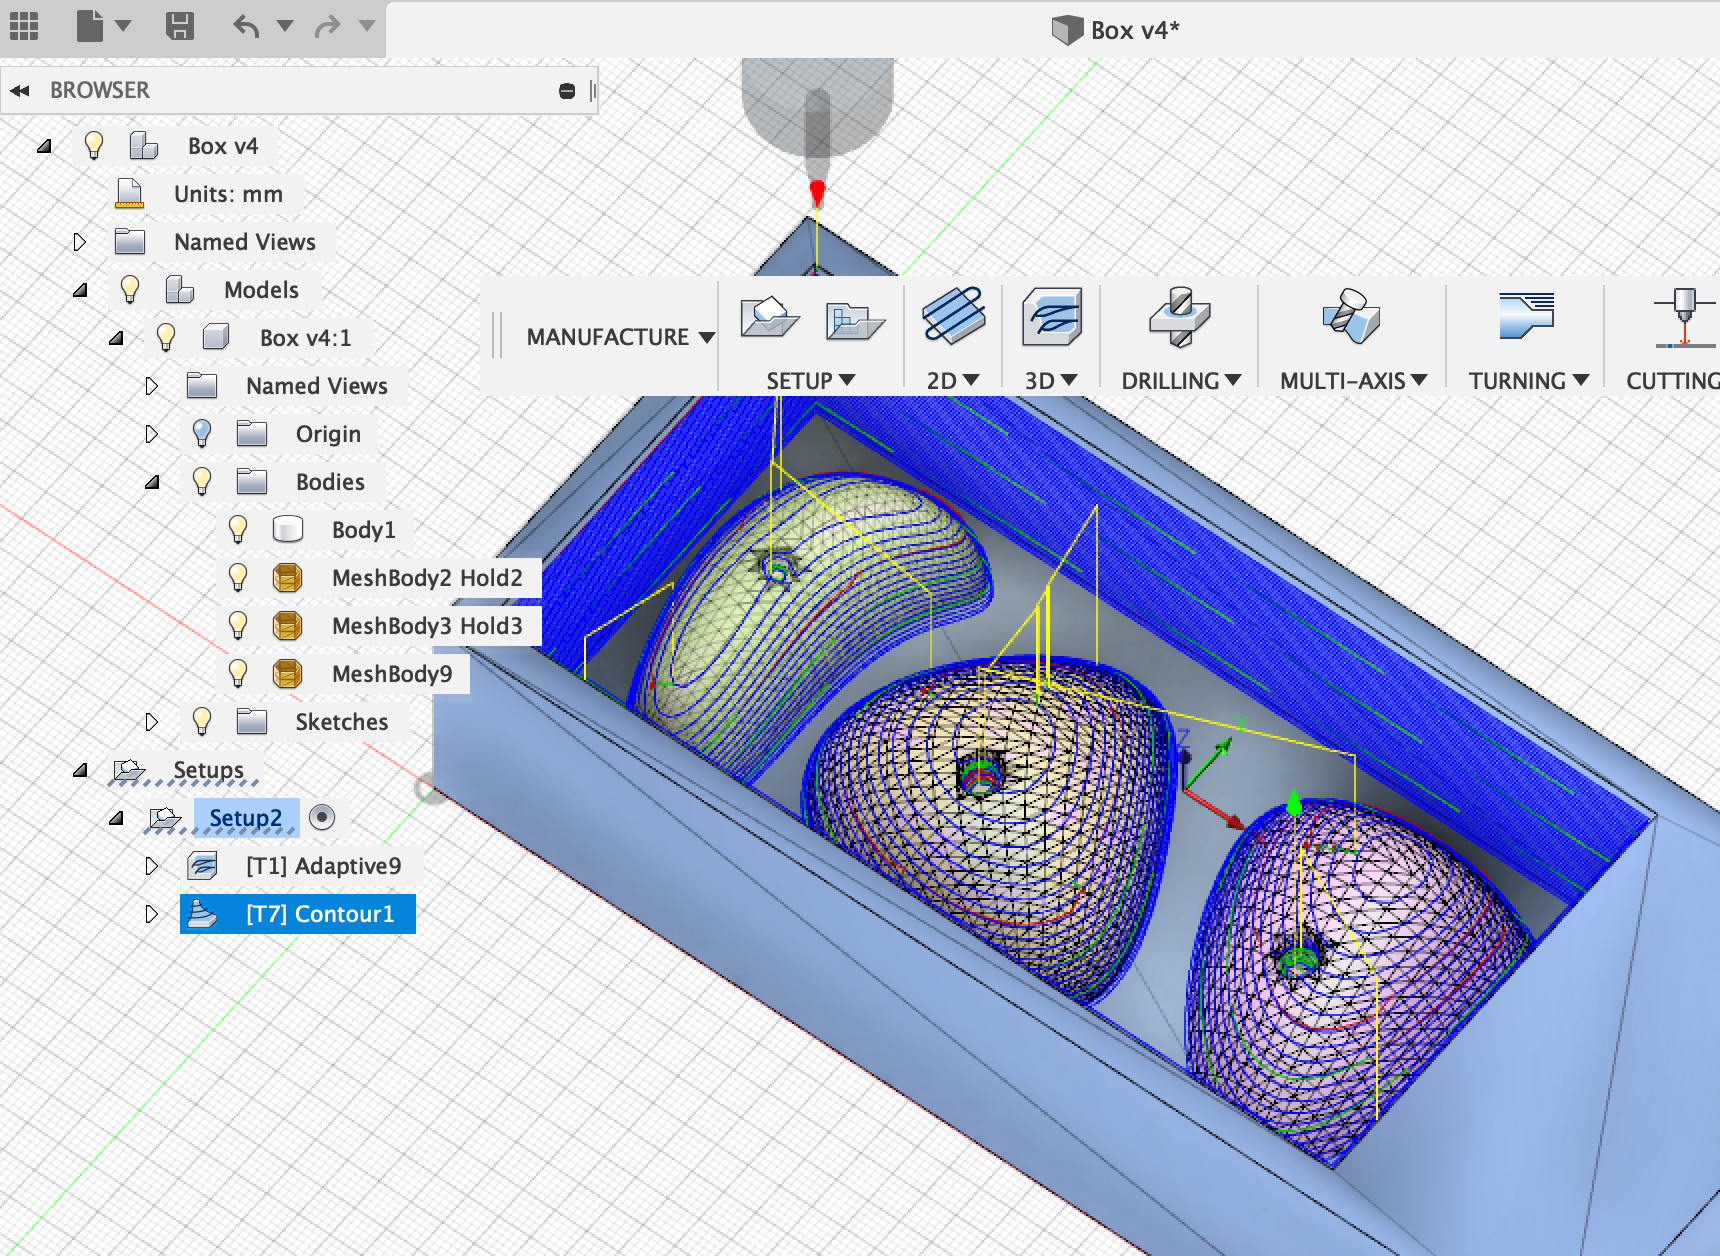 Box v4*
BROWSER
Box v4
Units: mm
Named Views
Models
Box v4:1
Named Views
Origin
Bodies
Body1
MeshBody2 Hold2
MeshBody3 Hold3
MeshBody9
Sketches
Setups
Setup2
[T1] Adaptive9
[T7] Contour1
MANUFACTURE
SETUP
2D
3D
DRILLING
MULTI-AXIS
TURNING
CUTTING
Z
Y